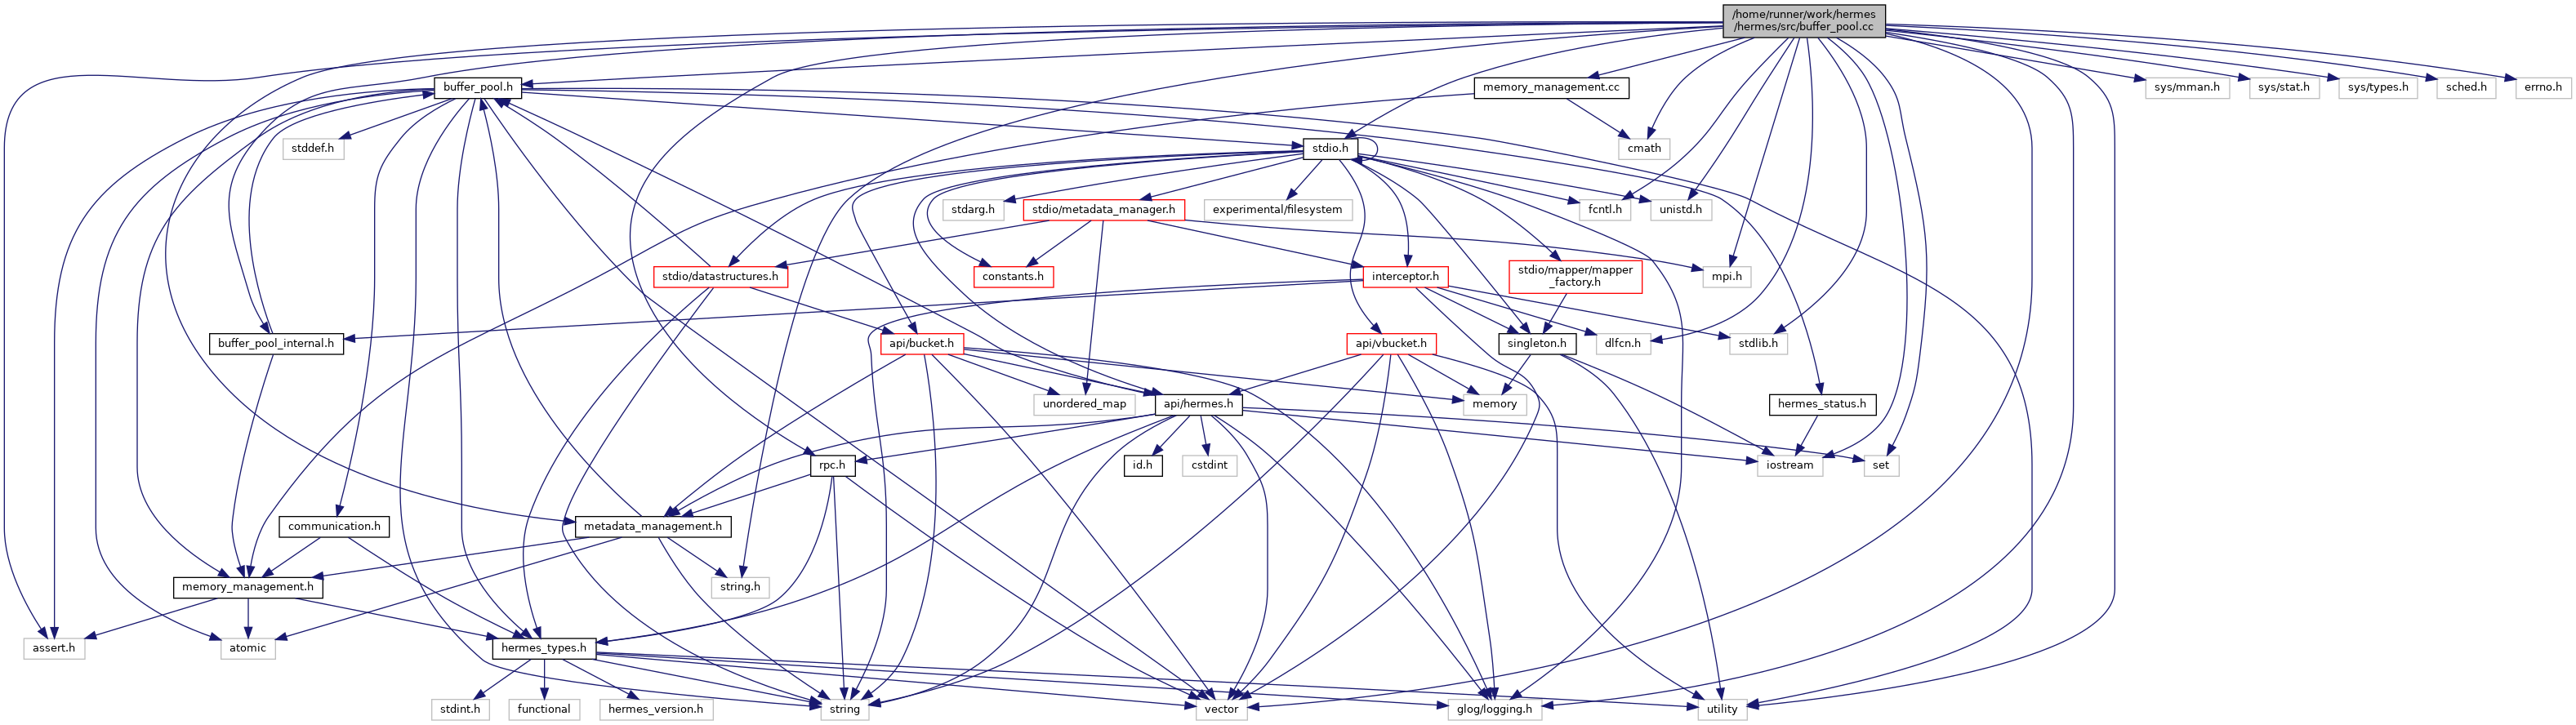 /home/runner/work/hermes
/hermes/src/buffer_pool.cc
buffer_pool.h
memory_management.cc
sys/mman.h
sys/stat.h
sys/types.h
sched.h
errno.h
stddef.h
stdio.h
cmath
stdarg.h
stdio/metadata_manager.h
experimental/filesystem
fcntl.h
unistd.h
stdio/datastructures.h
constants.h
interceptor.h
stdio/mapper/mapper
_factory.h
mpi.h
buffer_pool_internal.h
api/bucket.h
api/vbucket.h
singleton.h
dlfcn.h
stdlib.h
unordered_map
api/hermes.h
memory
hermes_status.h
rpc.h
id.h
cstdint
iostream
set
communication.h
metadata_management.h
memory_management.h
string.h
assert.h
atomic
hermes_types.h
stdint.h
functional
hermes_version.h
string
vector
glog/logging.h
utility